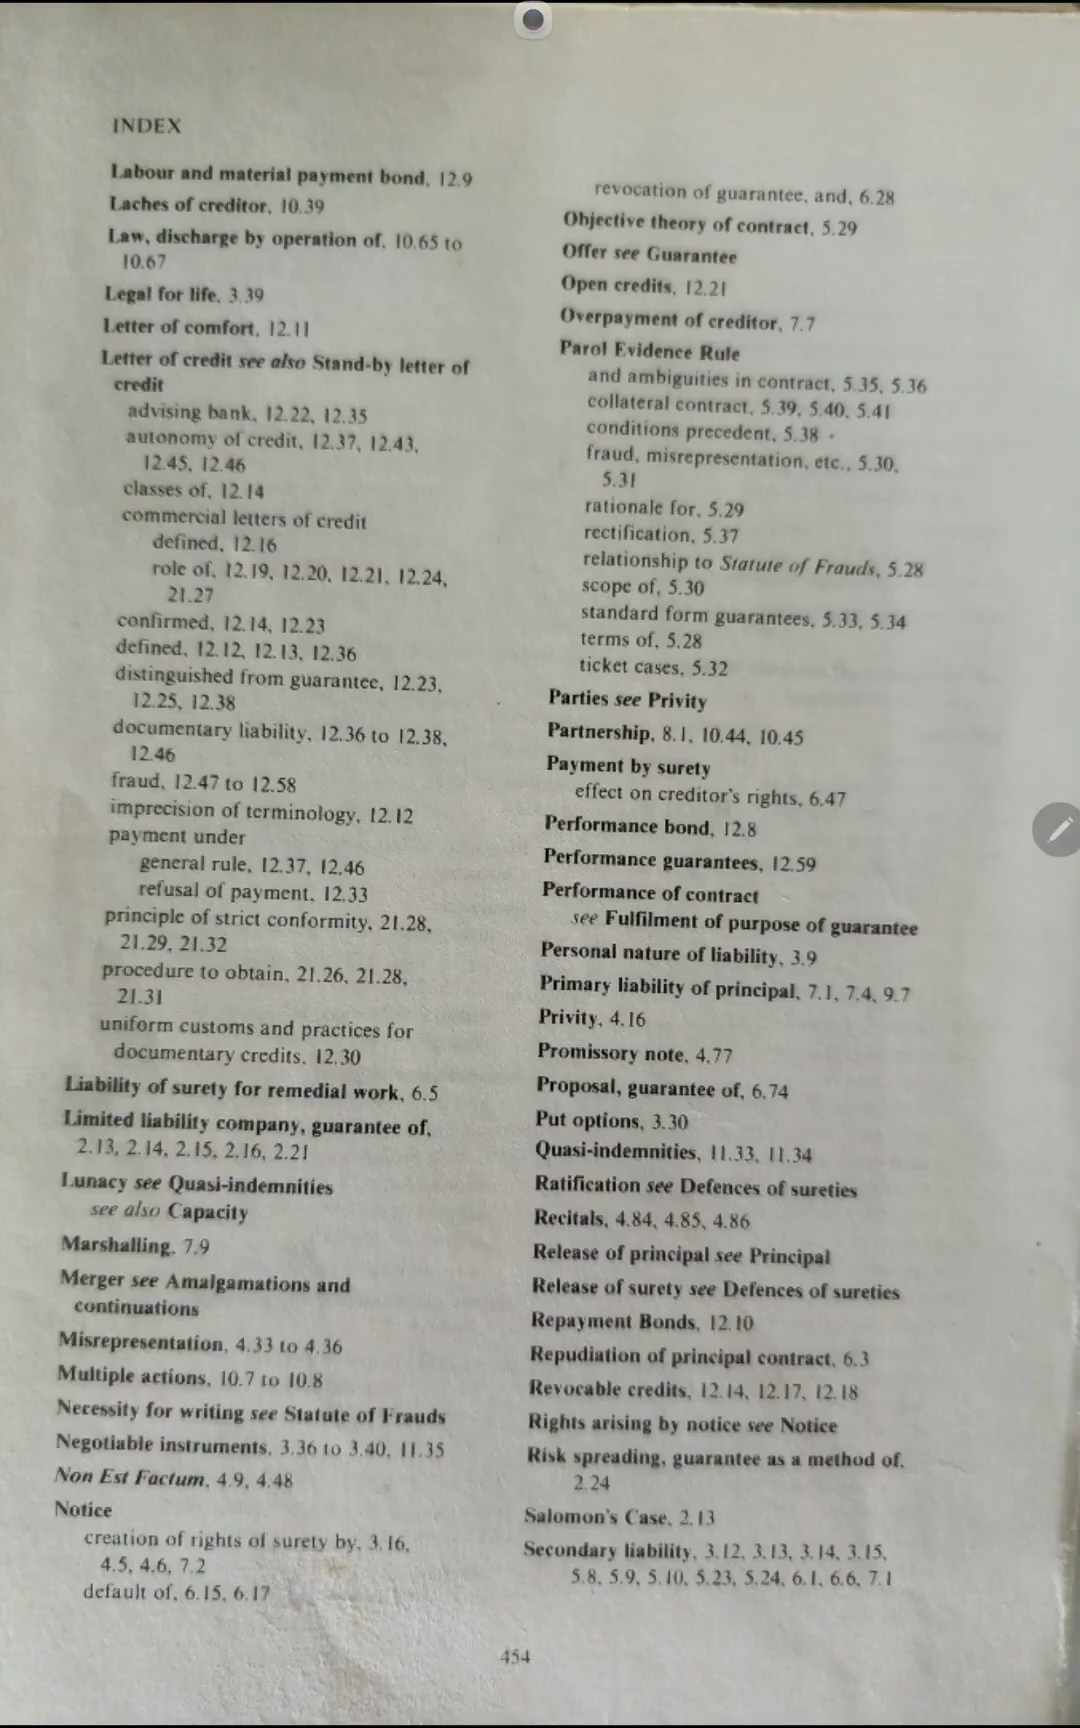 INDEX
Labour and material payment bond, 12.9
Laches of creditor, 10.39
Law, discharge by operation of, 10.65 to
10.67
Legal for life, 3.39
Letter of comfort, 12.11
Letter of credit see also Stand-by letter of
credit
advising bank, 12.22, 12.35
autonomy of credit, 12.37, 12.43,
12.45, 12.46
classes of, 12.14
commercial letters of credit
defined, 12.16
role of, 12.19, 12.20, 12.21, 12.24,
21.27
confirmed, 12.14, 12.23
defined, 12.12, 12.13, 12.36
distinguished from guarantee, 12.23,
12.25, 12.38
documentary liability, 12.36 to 12.38,
12.46
fraud, 12.47 to 12.58
imprecision of terminology, 12.12
payment under
general rule, 12.37, 12.46
refusal of payment, 12.33
principle of strict conformity, 21.28,
21.29, 21.32
procedure to obtain, 21.26, 21.28,
21.31
uniform customs and practices for
documentary credits, 12.30
Liability of surety for remedial work, 6.5
Limited liability company, guarantee of,
2.13, 2.14, 2.15, 2.16, 2.21
Lunacy see Quasi-indemnities
see also Capacity
Marshalling, 7.9
Merger see Amalgamations and
continuations
Misrepresentation, 4.33 to 4.36
Multiple actions, 10.7 to 10.8
Necessity for writing see Statute of Frauds
Negotiable instruments, 3.36 to 3.40, 11.35
Non Est Factum, 4.9, 4.48
Notice
creation of rights of surety by, 3.16,
4.5, 4.6, 7.2
default of, 6.15, 6.17
revocation of guarantee, and, 6.28
Objective theory of contract, 5.29
Offer see Guarantee
Open credits, 12.21
Overpayment of creditor, 7.7
Parol Evidence Rule
and ambiguities in contract, 5.35, 5.36
collateral contract, 5.39, 5.40, 5.41
conditions precedent, 5.38
fraud, misrepresentation, etc., 5.30,
5.31
rationale for, 5.29
rectification, 5.37
relationship to Statute of Frauds, 5.28
scope of, 5.30
standard form guarantees, 5.33, 5.34
terms of, 5.28
ticket cases, 5.32
Parties see Privity
Partnership, 8.1, 10.44, 10.45
Payment by surety
effect on creditor's rights, 6.47
Performance bond, 12.8
Performance guarantees, 12.59
Performance of contract
see Fulfilment of purpose of guarantee
Personal nature of liability, 3.9
Primary liability of principal, 7.1, 7.4, 9.7
Privity, 4.16
Promissory note, 4.77
Proposal, guarantee of, 6.74
Put options, 3.30
Quasi-indemnities, 11.33, 11.34
Ratification see Defences of sureties
Recitals, 4.84, 4.85, 4.86
Release of principal see Principal
Release of surety see Defences of sureties
Repayment Bonds, 12.10
Repudiation of principal contract, 6.3
Revocable credits, 12.14, 12.17, 12.18
Rights arising by notice see Notice
Risk spreading, guarantee as a method of,
2.24
Salomon's Case, 2.13
Secondary liability, 3.12, 3.13, 3.14, 3.15,
5.8, 5.9, 5.10, 5.23, 5.24, 6.1, 6.6, 7.1
454